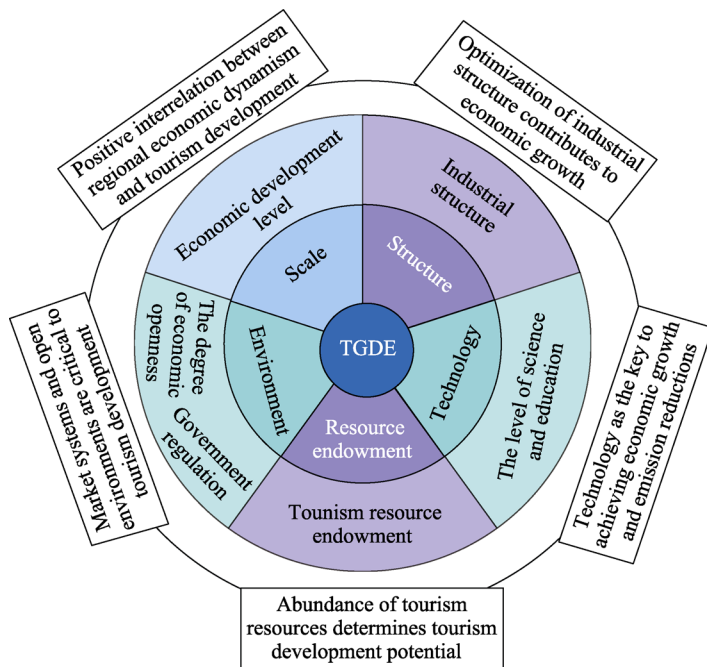 Positive interrelation between
regional economic dynamism
and tourism development
Optimization of industrial
structure contributes to
economic growth
Economic development
level
Industrial
structure
Scale
Structure
The degree
of economic
openness
Government
regulation
Environment
TGDE
Technology
The level of science
and education
Resource
endowment
Tounism resource
endowment
Market systems and open
environments are critical to
tourism development
Technology as the key to
achieving economic growth
and emission reductions
Abundance of tourism
resources determines tourism
development potential